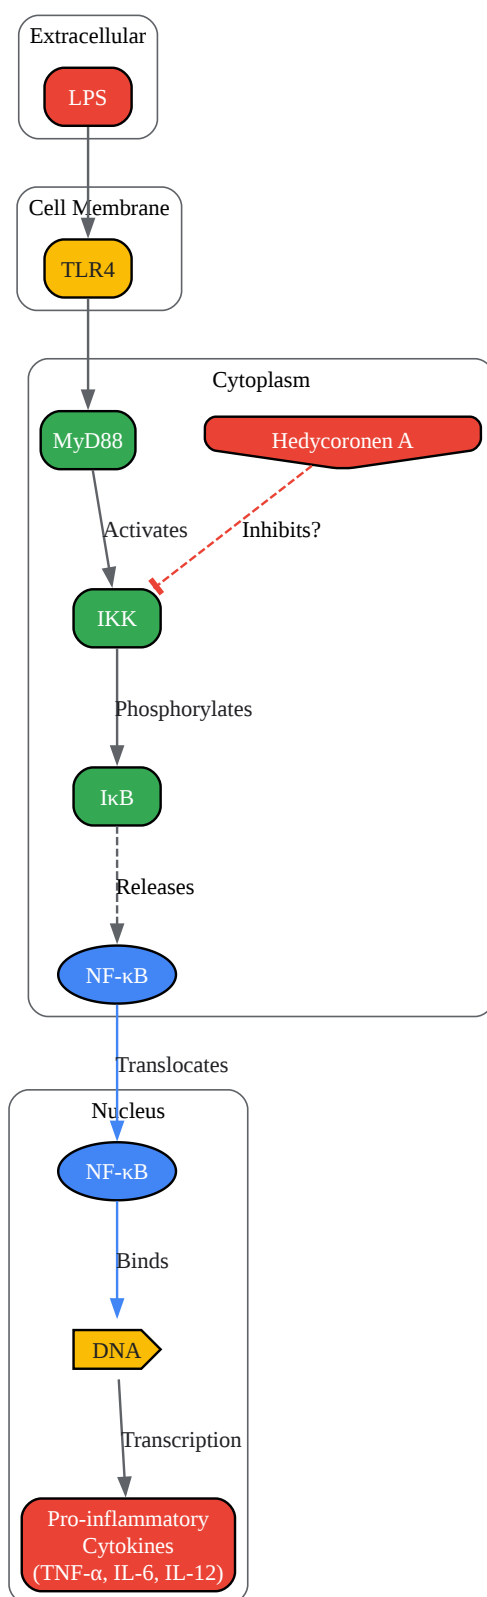 Extracellular
LPS
Cell Membrane
TLR4
Cytoplasm
MyD88
Hedycoronen A
Activates
Inhibits?
IKK
Phosphorylates
IκB
Releases
NF-κB
Translocates
Nucleus
NF-κB
Binds
DNA
Transcription
Pro-inflammatory
Cytokines
(TNF-α, IL-6, IL-12)